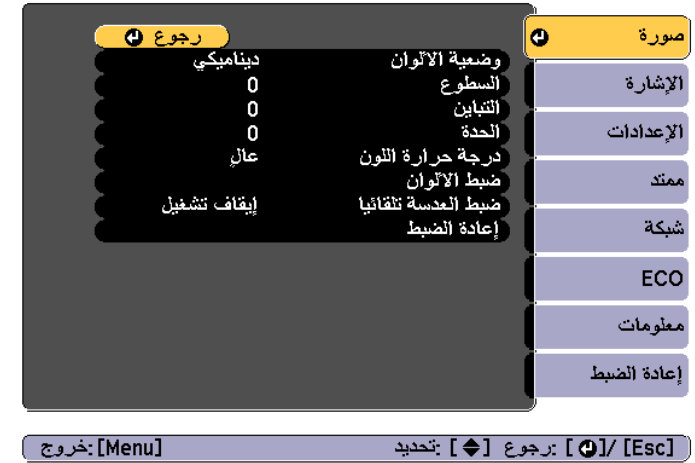 صورة
الإشارة
الإعدادات
ممتد
شبكة
ECO
معلومات
إعادة الضبط
رجوع
وضعية الألوان ديناميكي
السطوع 0
التباين 0
الحدة 0
درجة حرارة اللون عالٍ
ضبط الألوان
ضبط العدسة تلقائيا إيقاف تشغيل
إعادة الضبط
[Esc] /[ ] :رجوع [ ] :تحديد [Menu]:خروج